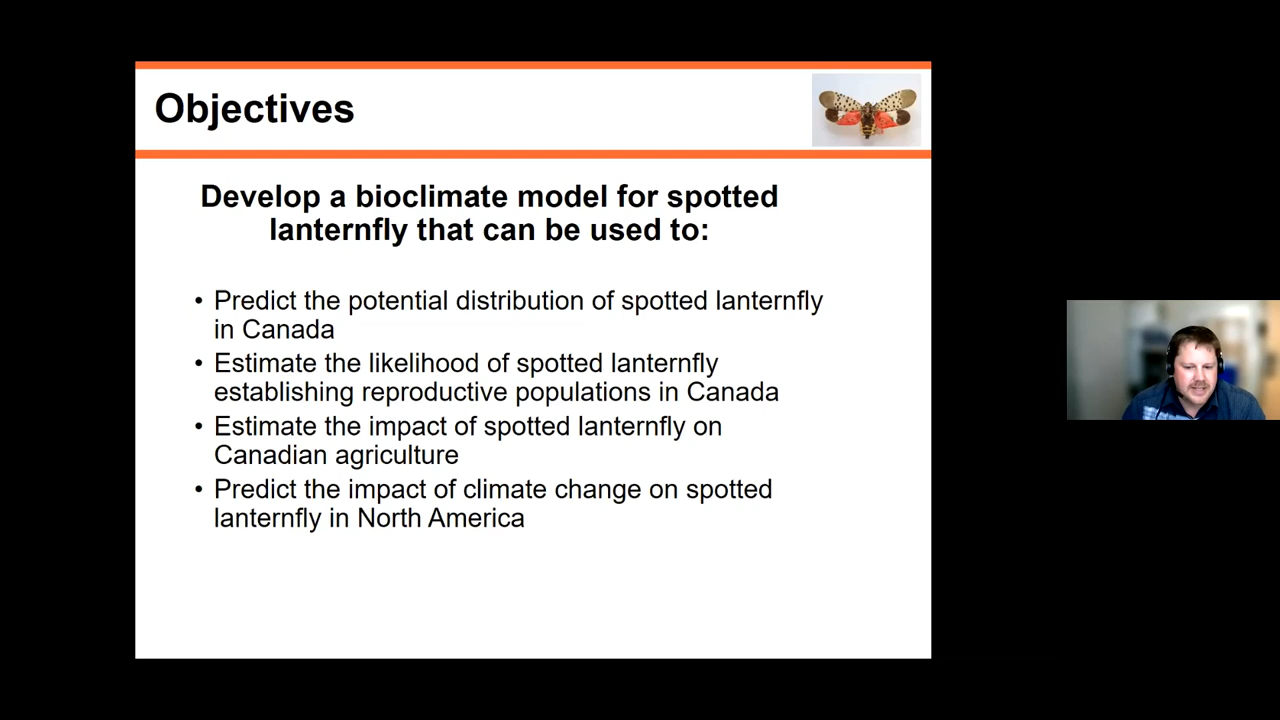 Objectives
Develop a bioclimate model for spotted
lanternfly that can be used to:
• Predict the potential distribution of spotted lanternfly
in Canada
• Estimate the likelihood of spotted lanternfly
establishing reproductive populations in Canada
• Estimate the impact of spotted lanternfly on
Canadian agriculture
• Predict the impact of climate change on spotted
lanternfly in North America